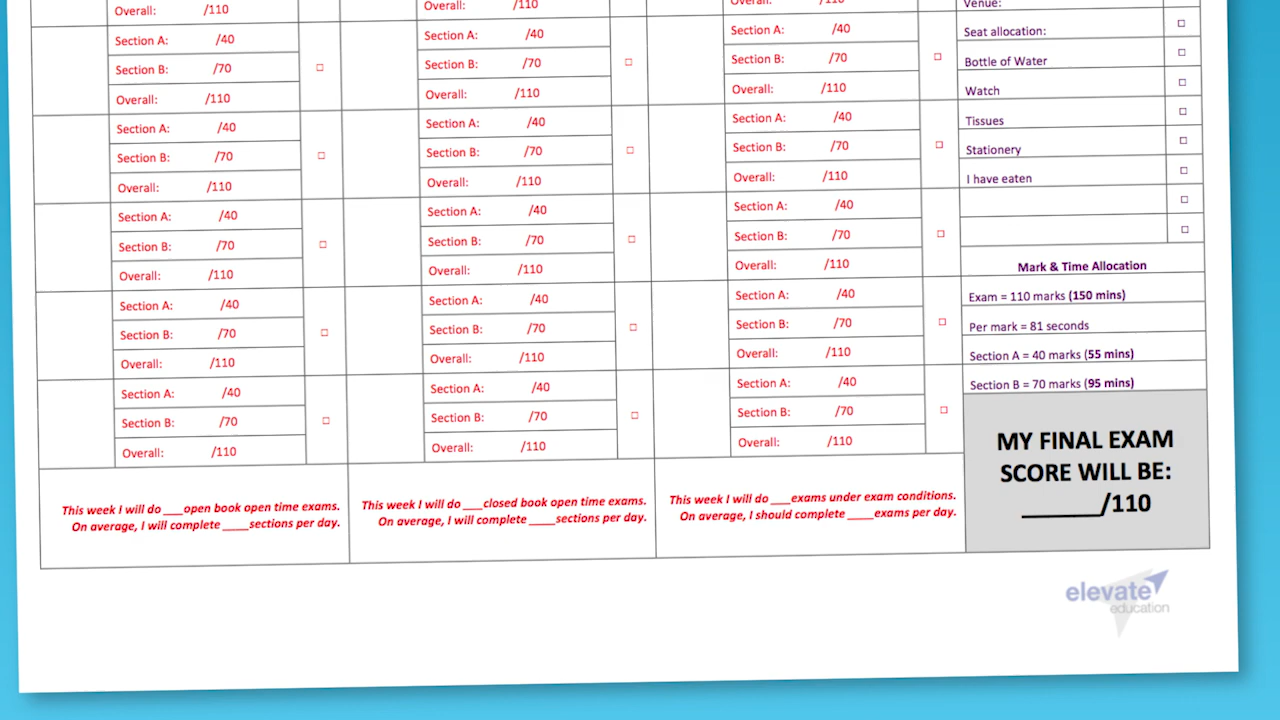 Overall: /110
Section A: /40
Section B: /70
Overall: /110
Section A: /40
Section B: /70
Overall: /110
Section A: /40
Section B: /70
Overall: /110
Section A: /40
Section B: /70
Overall: /110
Section A: /40
Section B: /70
Overall: /110
This week I will do ___open book open time exams.
On average, I will complete ____sections per day.
Overall: /110
Section A: /40
Section B: /70
Overall: /110
Section A: /40
Section B: /70
Overall: /110
Section A: /40
Section B: /70
Overall: /110
Section A: /40
Section B: /70
Overall: /110
Section A: /40
Section B: /70
Overall: /110
This week I will do ___closed book open time exams.
On average, I will complete ____sections per day.
Overall: /110
Section A: /40
Section B: /70
Overall: /110
Section A: /40
Section B: /70
Overall: /110
Section A: /40
Section B: /70
Overall: /110
Section A: /40
Section B: /70
Overall: /110
Section A: /40
Section B: /70
Overall: /110
This week I will do ___exams under exam conditions.
On average, I should complete ____exams per day.
Venue:
Seat allocation:
Bottle of Water
Watch
Tissues
Stationery
I have eaten
Mark & Time Allocation
Exam = 110 marks (150 mins)
Per mark = 81 seconds
Section A = 40 marks (55 mins)
Section B = 70 marks (95 mins)
MY FINAL EXAM
SCORE WILL BE:
______/110
elevate
education